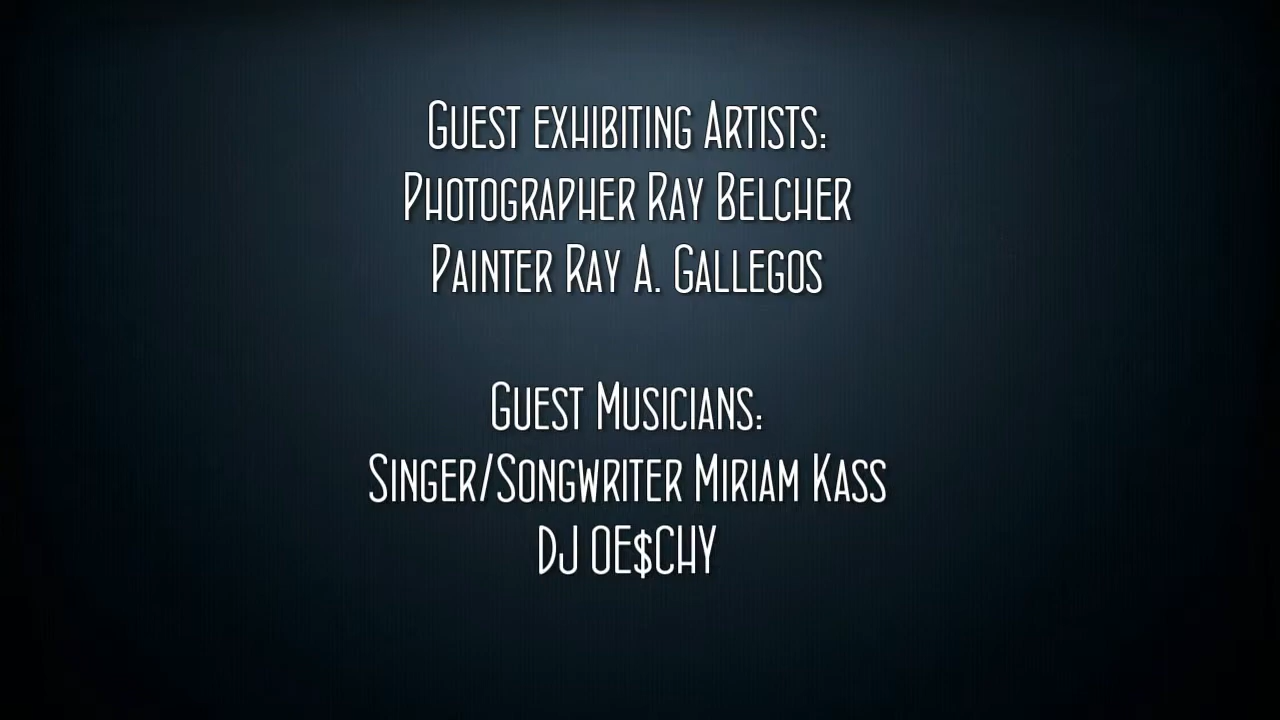 Guest exhibiting Artists:
Photographer Ray Belcher
Painter Ray A. Gallegos
Guest Musicians:
Singer/Songwriter Miriam Kass
DJ OE$CHY